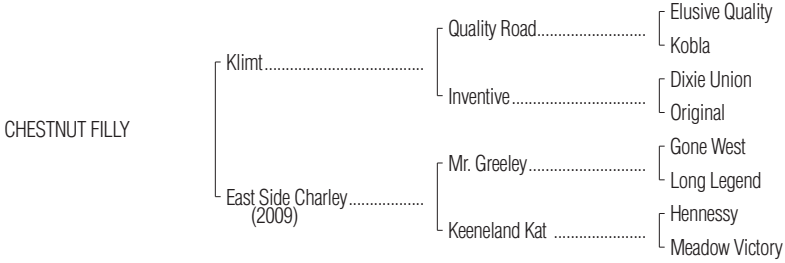 Elusive Quality
Quality Road..........................
Kobla
Klimt......................................
Dixie Union
Inventive................................
Original
CHESTNUT FILLY
Gone West
Mr. Greeley............................
Long Legend
East Side Charley..................
(2009)
Hennessy
Keeneland Kat ......................
Meadow Victory